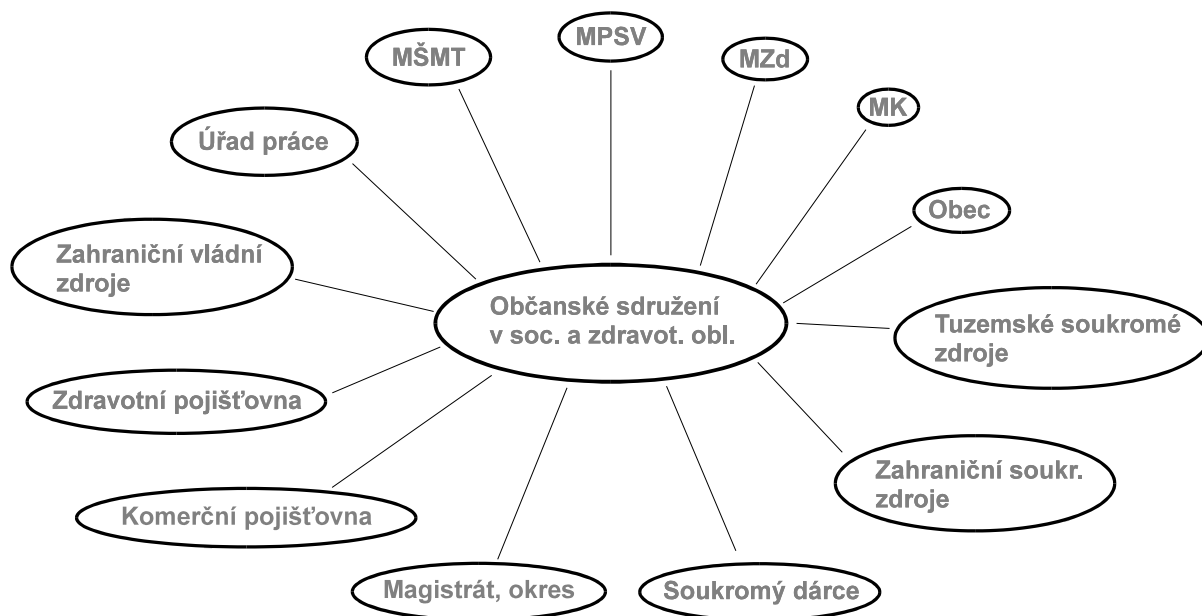 MPSV
MŠMT
MZd
MK
Úřad práce
Obec
Zahraniční vládní
zdroje
Občanské sdružení
v soc. a zdravot. obl.
Tuzemské soukromé
zdroje
Zdravotní pojišťovna
Zahraniční soukr.
zdroje
Komerční pojišťovna
Magistrát, okres
Soukromý dárce